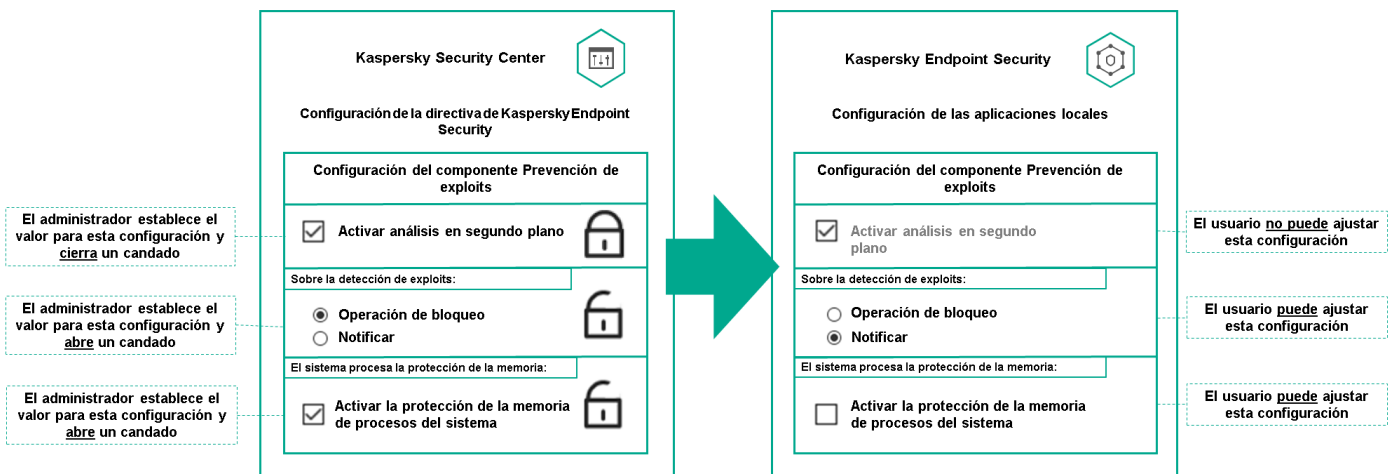 Kaspersky Security Center
Configuración de la directiva de Kaspersky Endpoint
Security
Configuración del componente Prevención de
exploits
El administrador establece el
valor para esta configuración y
cierra un candado
Activar análisis en segundo plano
Sobre la detección de exploits:
El administrador establece el
valor para esta configuración y
abre un candado
Operación de bloqueo
Notificar
El sistema procesa la protección de la memoria:
El administrador establece el
valor para esta configuración y
abre un candado
Activar la protección de la memoria
de procesos del sistema
Kaspersky Endpoint Security
Configuración de las aplicaciones locales
Configuración del componente Prevención de
exploits
Activar análisis en segundo
plano
El usuario no puede ajustar
esta configuración
Sobre la detección de exploits:
Operación de bloqueo
Notificar
El usuario puede ajustar
esta configuración
El sistema procesa la protección de la memoria:
Activar la protección de la memoria
de procesos del sistema
El usuario puede ajustar
esta configuración